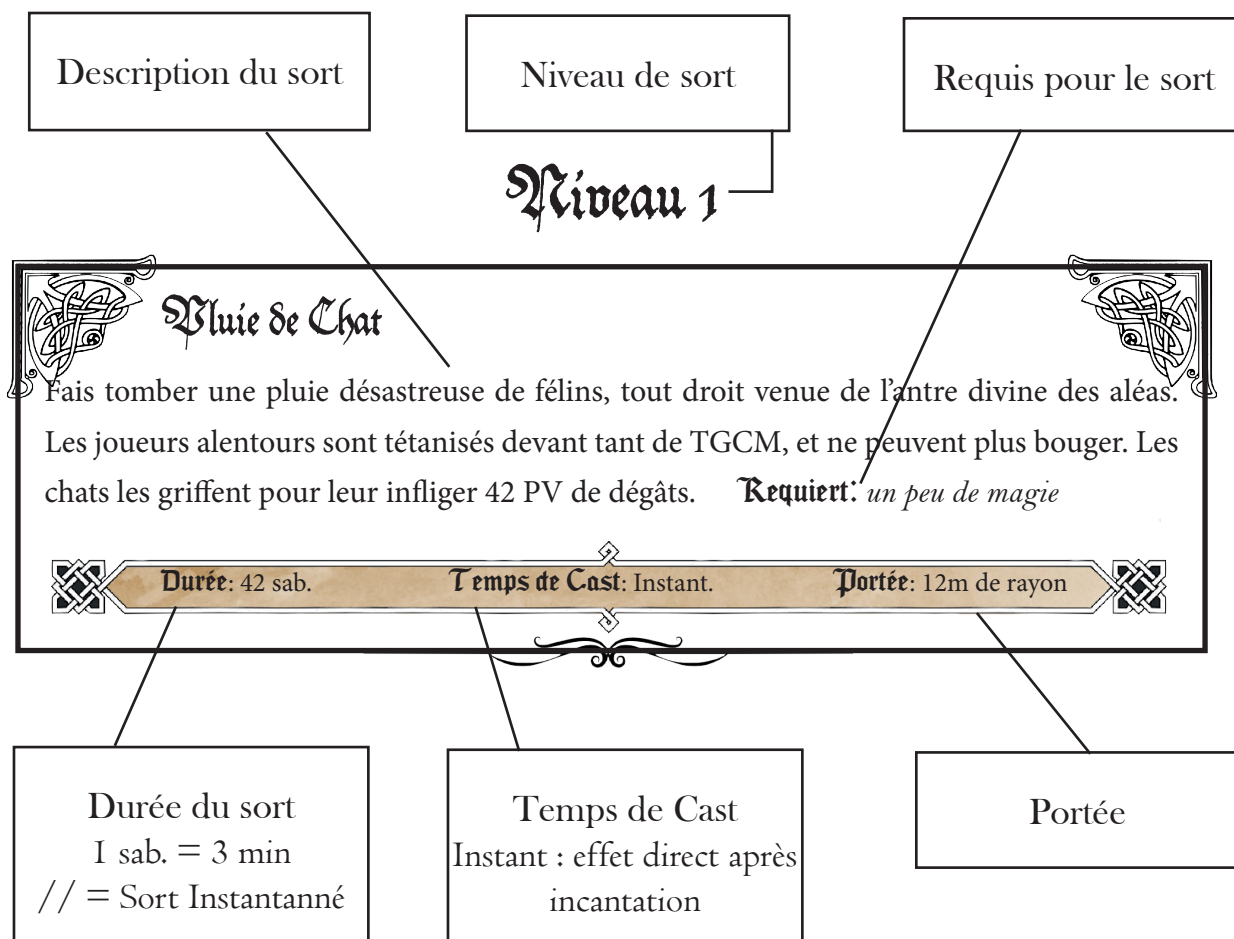 Description du sort
Niveau de sort
Requis pour le sort
Niveau 1
Pluie de Chat
Fais tomber une pluie désastreuse de félins, tout droit venue de l’antre divine des aléas.
Les joueurs alentours sont tétanisés devant tant de TGCM, et ne peuvent plus bouger. Les
chats les griffent pour leur infliger 42 PV de dégâts. Requiert: un peu de magie
Durée: 42 sab. Temps de Cast: Instant. Portée: 12m de rayon
Durée du sort
1 sab. = 3 min
// = Sort Instantanné
Temps de Cast
Instant : effet direct après
incantation
Portée